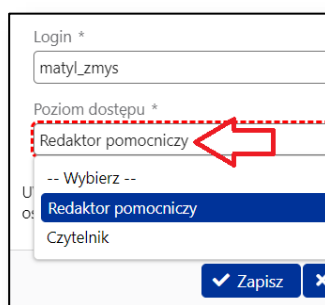 Login *
matyl_zmys
Poziom dostępu *
Redaktor pomocniczy
-- Wybierz --
Redaktor pomocniczy
Czytelnik
Zapisz